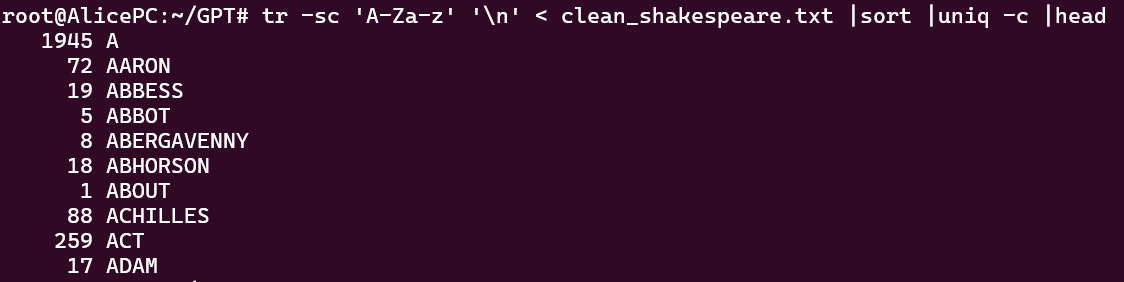 root@AlicePC:~/GPT# tr -sc 'A-Za-z' '\n' < clean_shakespeare.txt |sort |uniq -c |head
1945 A
72 AARON
19 ABBESS
5 ABBOT
8 ABERGAVENNY
18 ABHORSON
1 ABOUT
88 ACHILLES
259 ACT
17 ADAM